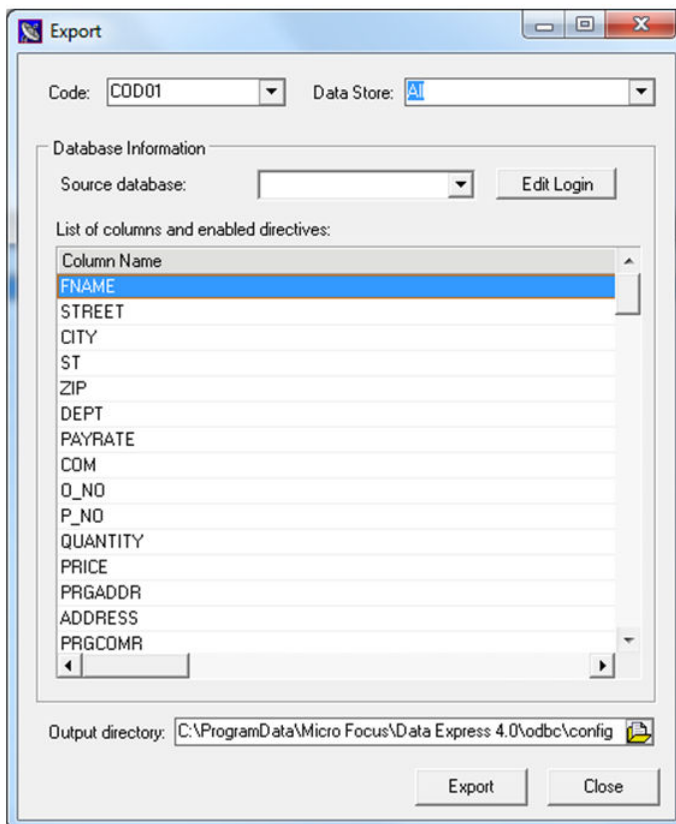 Export
Code: COD01 Data Store: All
Database Information
Source database: Edit Login
List of columns and enabled directives:
Column Name
FNAME
STREET
CITY
ST
ZIP
DEPT
PAYRATE
COM
O_NO
P_NO
QUANTITY
PRICE
PRGADDR
ADDRESS
PRGCOMR
Output directory: C:\ProgramData\Micro Focus\Data Express 4.0\odbc\config
Export Close